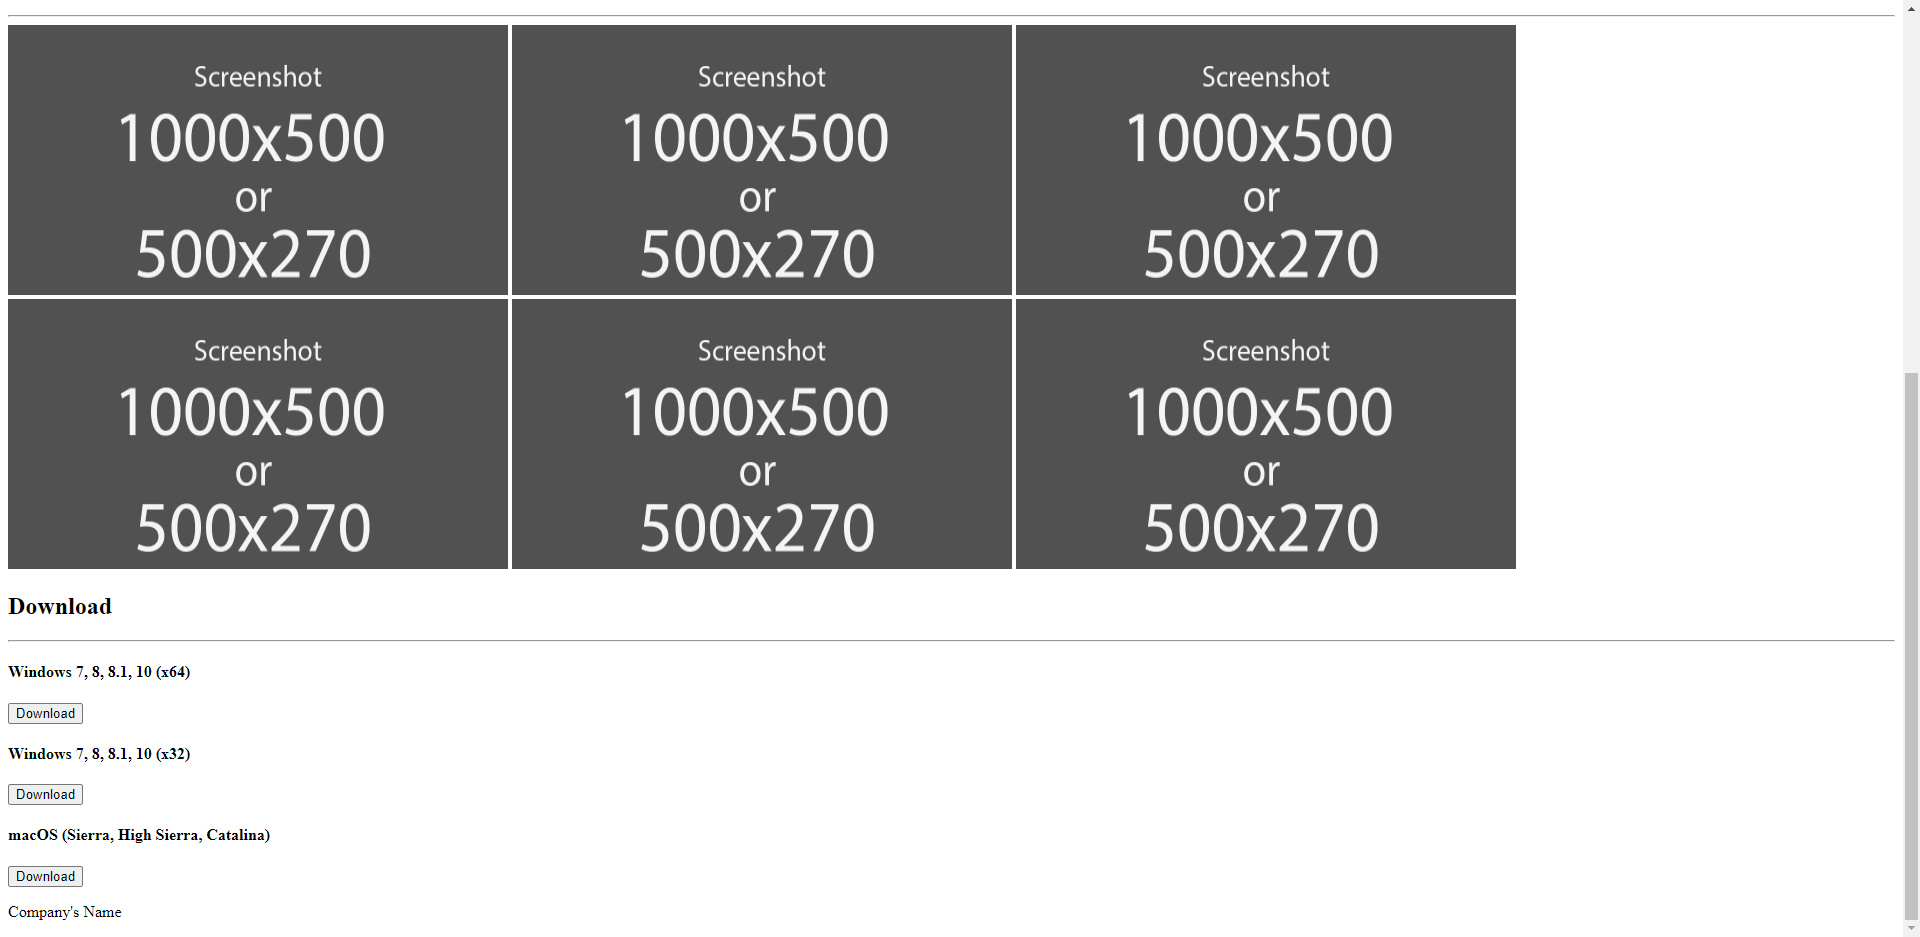 Screenshot
1000x500
or
500x270
Screenshot
1000x500
or
500x270
Screenshot
1000x500
or
500x270
Screenshot
1000x500
or
500x270
Screenshot
1000x500
or
500x270
Screenshot
1000x500
or
500x270
Download
Windows 7, 8, 8.1, 10 (x64)
Download
Windows 7, 8, 8.1, 10 (x32)
Download
macOS (Sierra, High Sierra, Catalina)
Download
Company's Name